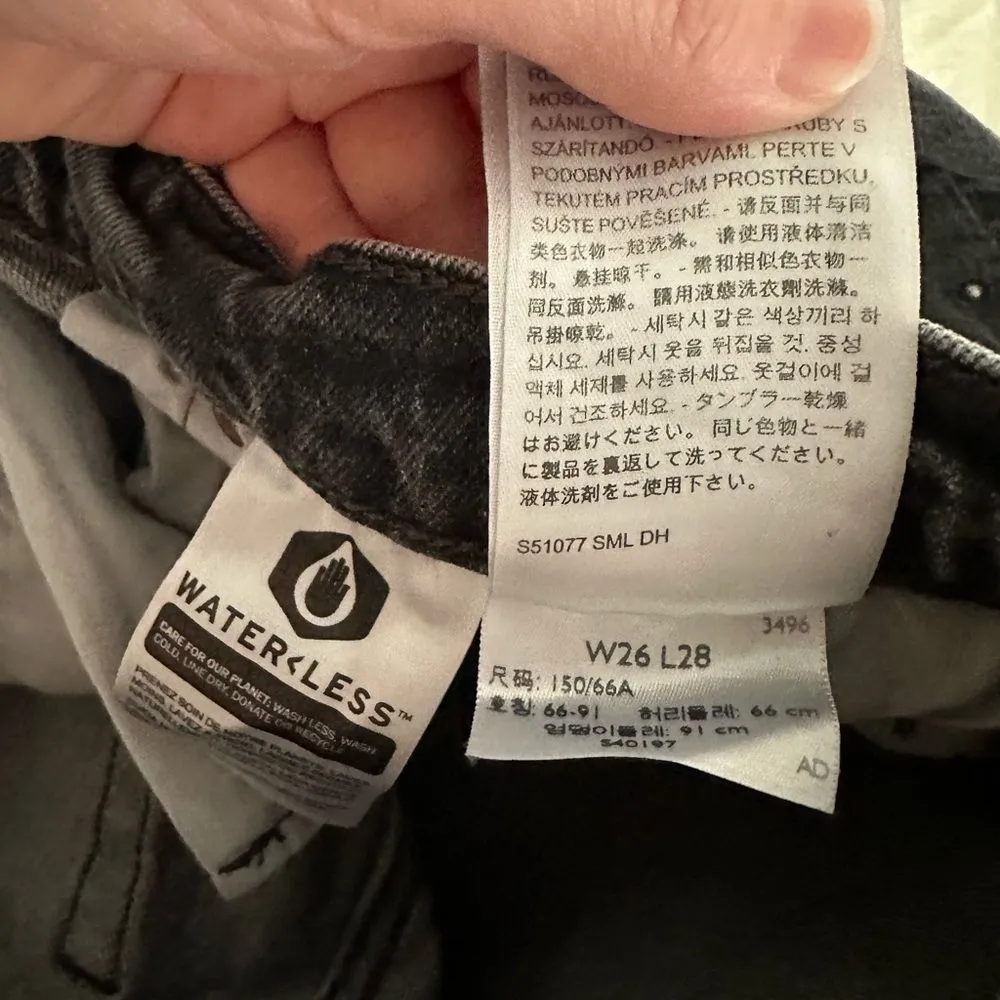 MOSO
AJÁNLOTT.
SZÁRÍTANDÓ - ROBY S
PODOBNÝMI BARVAMI. PERTE V
TEKUTÉM PRACÍM PROSTŘEDKU.
SUŠTE POVĚŠENÉ. - 请反面并与同
类色衣物一起洗涤。 请使用液体清洁
剂。悬挂晾干。 - 需和相似色衣物一
同反面洗滌。 請用液態洗衣劑洗滌。
吊掛晾乾。 - 세탁시 같은 색상끼리 하
십시요. 세탁시 옷을 뒤집을 것. 중성
액체 세제를 사용하세요. 옷걸이에 걸
어서 건조하세요. - タンブラー乾燥
はお避けください。 同じ色物と一緒
に製品を裏返して洗ってください。
液体洗剤をご使用下さい。
S51077 SML DH
WATER<LESS™
CARE FOR OUR PLANET: WASH LESS, WASH
COLD, LINE DRY, DONATE OR RECYCLE
3496
W26 L28
尺码: 150/66A
호칭: 66-91 허리둘레: 66 cm
엉덩이둘레: 91 cm
S40197
AD